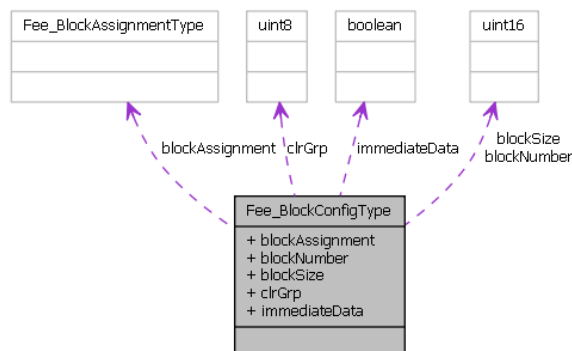 Fee_BlockAssignmentType
uint8
boolean
uint16
blockAssignment
clrGrp
immediateData
blockSize
blockNumber
Fee_BlockConfigType
+ blockAssignment
+ blockNumber
+ blockSize
+ clrGrp
+ immediateData